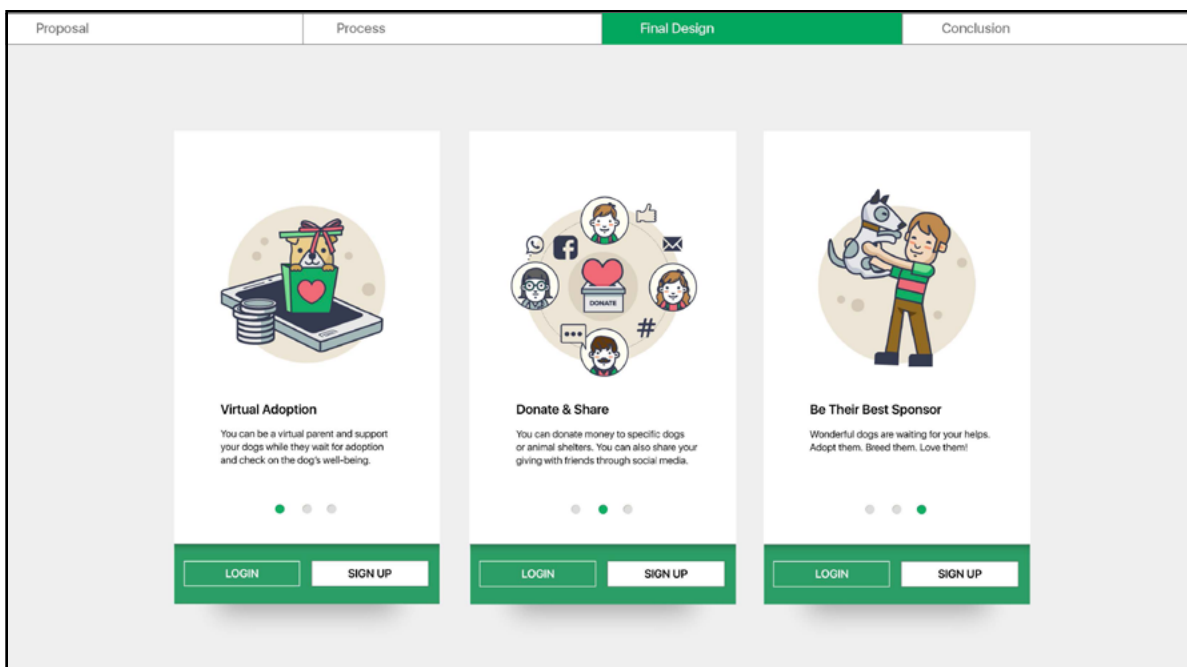 Proposal
Process
Final Design
Conclusion
Virtual Adoption
You can be a virtual parent and support
your dogs while they wait for adoption
and check on the dog's well-being.
LOGIN
SIGN UP
DONATE
#
Donate & Share
You can donate money to specific dogs
or animal shelters. You can also share your
giving with friends through social media.
LOGIN
SIGN UP
Be Their Best Sponsor
Wonderful dogs are waiting for your helps.
Adopt them. Breed them. Love them!
LOGIN
SIGN UP